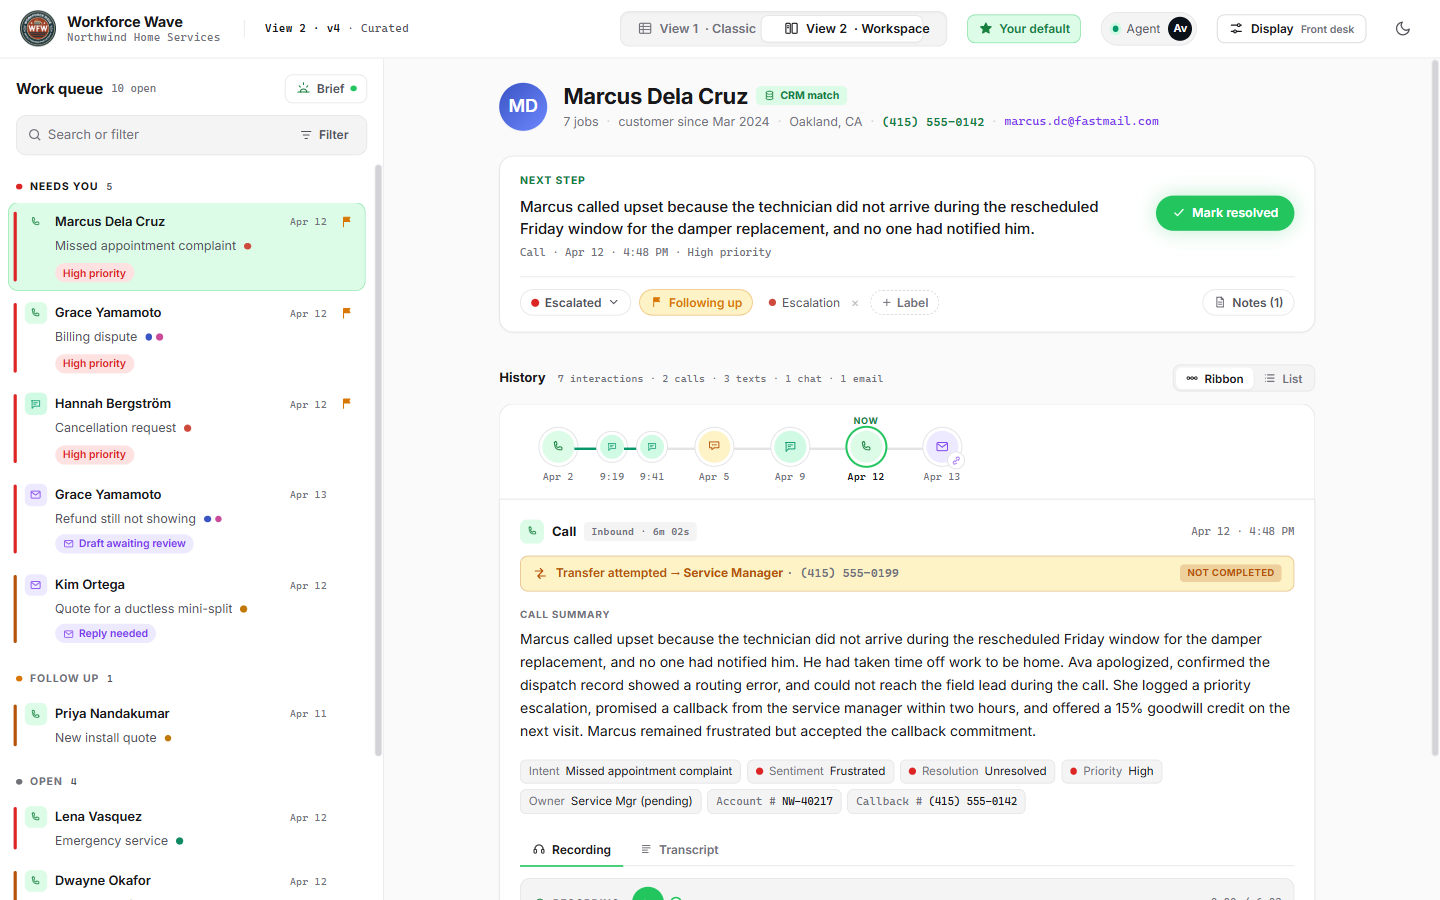 WFW
Workforce Wave
Northwind Home Services
View 2 · v4 · Curated
View 1 · Classic
View 2 · Workspace
Your default
Agent
Av
Display Front desk
Work queue 10 open
Brief
Search or filter
Filter
NEEDS YOU 5
Marcus Dela Cruz Apr 12
Missed appointment complaint
High priority
Grace Yamamoto Apr 12
Billing dispute
High priority
Hannah Bergström Apr 12
Cancellation request
High priority
Grace Yamamoto Apr 13
Refund still not showing
Draft awaiting review
Kim Ortega Apr 12
Quote for a ductless mini-split
Reply needed
FOLLOW UP 1
Priya Nandakumar Apr 11
New install quote
OPEN 4
Lena Vasquez Apr 12
Emergency service
Dwayne Okafor Apr 12
MD
Marcus Dela Cruz
CRM match
7 jobs · customer since Mar 2024 · Oakland, CA · (415) 555-0142 · marcus.dc@fastmail.com
NEXT STEP
Marcus called upset because the technician did not arrive during the rescheduled
Friday window for the damper replacement, and no one had notified him.
Call · Apr 12 · 4:48 PM · High priority
Mark resolved
Escalated
Following up
Escalation ×
+ Label
Notes (1)
History 7 interactions · 2 calls · 3 texts · 1 chat · 1 email
Ribbon
List
NOW
Apr 2 9:19 9:41 Apr 5 Apr 9 Apr 12 Apr 13
Call Inbound · 6m 02s Apr 12 · 4:48 PM
Transfer attempted → Service Manager · (415) 555-0199 NOT COMPLETED
CALL SUMMARY
Marcus called upset because the technician did not arrive during the rescheduled Friday window for the damper
replacement, and no one had notified him. He had taken time off work to be home. Ava apologized, confirmed the
dispatch record showed a routing error, and could not reach the field lead during the call. She logged a priority
escalation, promised a callback from the service manager within two hours, and offered a 15% goodwill credit on the
next visit. Marcus remained frustrated but accepted the callback commitment.
Intent Missed appointment complaint
Sentiment Frustrated
Resolution Unresolved
Priority High
Owner Service Mgr (pending)
Account # NW-40217
Callback # (415) 555-0142
Recording
Transcript